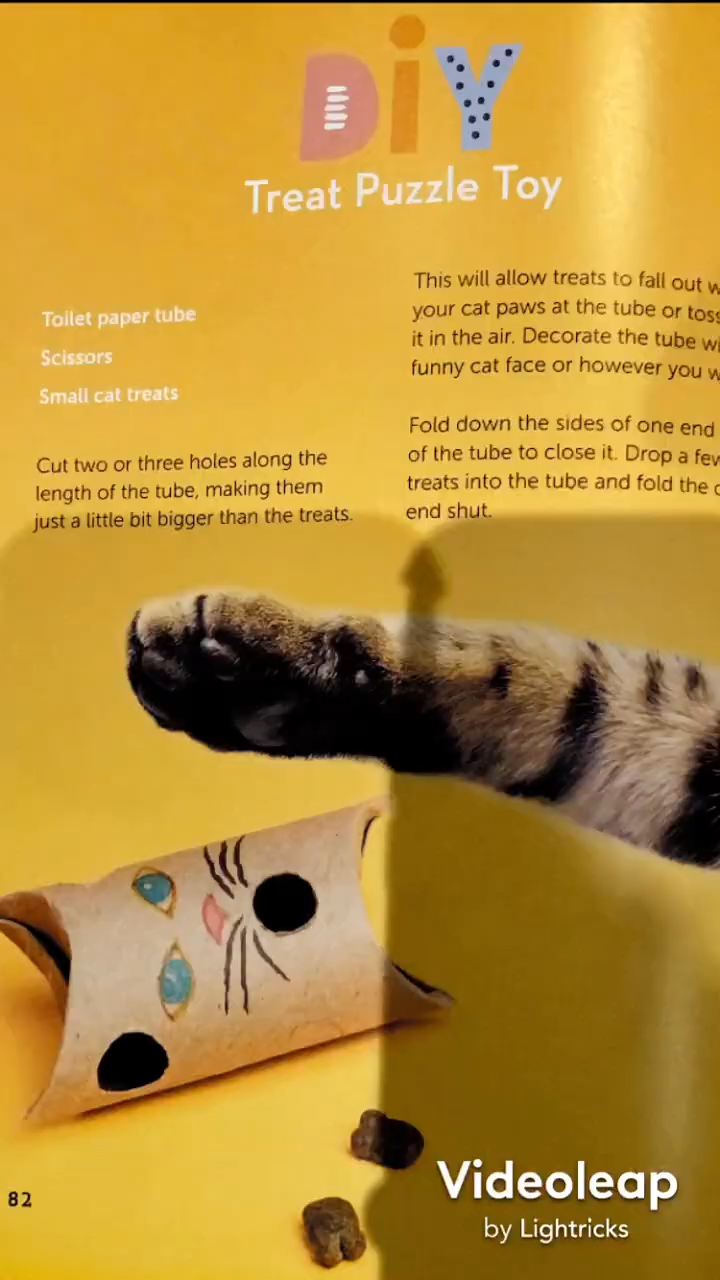 DiY
Treat Puzzle Toy
Toilet paper tube
Scissors
Small cat treats
Cut two or three holes along the
length of the tube, making them
just a little bit bigger than the treats.
This will allow treats to fall out
your cat paws at the tube or
it in the air. Decorate the tube
funny cat face or however you
Fold down the sides of one end
of the tube to close it. Drop a few
treats into the tube and fold the
end shut.
82
Videoleap
by Lightricks